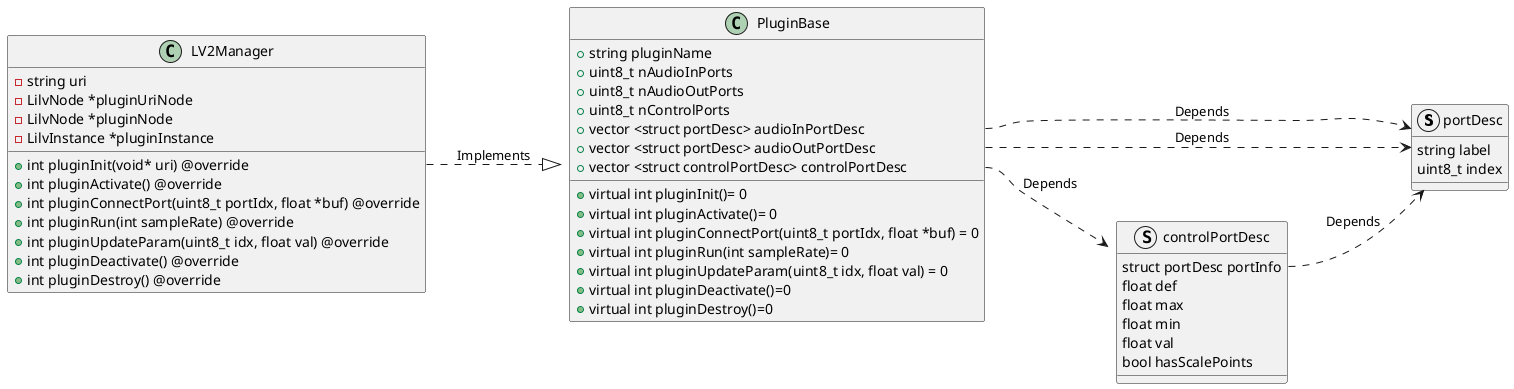 LV2Manager
string uri
LilvNode *pluginUriNode
LilvNode *pluginNode
LilvInstance *pluginInstance
int pluginInit(void* uri) @override
int pluginActivate() @override
int pluginConnectPort(uint8_t portIdx, float *buf) @override
int pluginRun(int sampleRate) @override
int pluginUpdateParam(uint8_t idx, float val) @override
int pluginDeactivate() @override
int pluginDestroy() @override
Implements
C PluginBase
string pluginName
uint8_t nAudioInPorts
uint8_t nAudioOutPorts
uint8_t nControlPorts
vector <struct portDesc> audioInPortDesc
vector <struct portDesc> audioOutPortDesc
vector <struct controlPortDesc> controlPortDesc
virtual int pluginInit()= 0
virtual int pluginActivate()= 0
virtual int pluginConnectPort(uint8_t portIdx, float *buf) = 0
virtual int pluginRun(int sampleRate)= 0
virtual int pluginUpdateParam(uint8_t idx, float val) = 0
virtual int pluginDeactivate()=0
virtual int pluginDestroy()=0
Depends
Depends
Depends
S controlPortDesc
struct portDesc portInfo
float def
float max
float min
float val
bool hasScalePoints
Depends
S portDesc
string label
uint8_t index